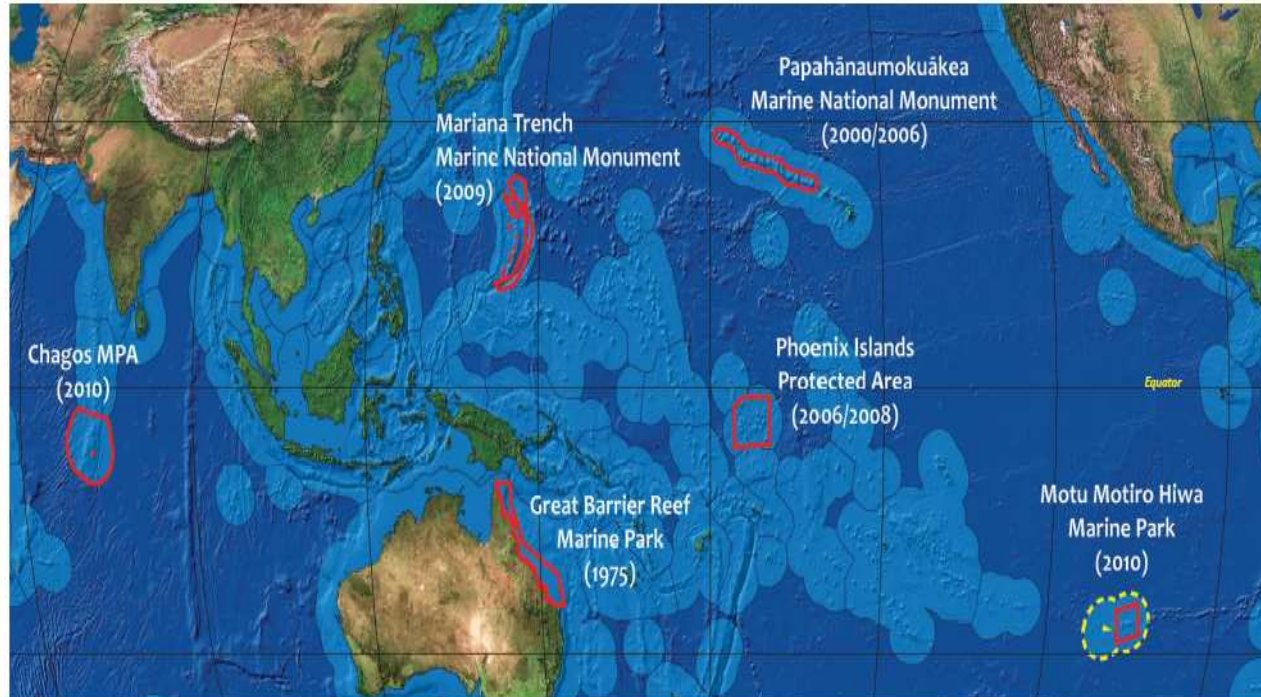 Papahānaumokuākea
Marine National Monument
(2000/2006)
Mariana Trench
Marine National Monument
(2009)
Chagos MPA
(2010)
Phoenix Islands
Protected Area
(2006/2008)
Equator
Great Barrier Reef
Marine Park
(1975)
Motu Motiro Hiwa
Marine Park
(2010)